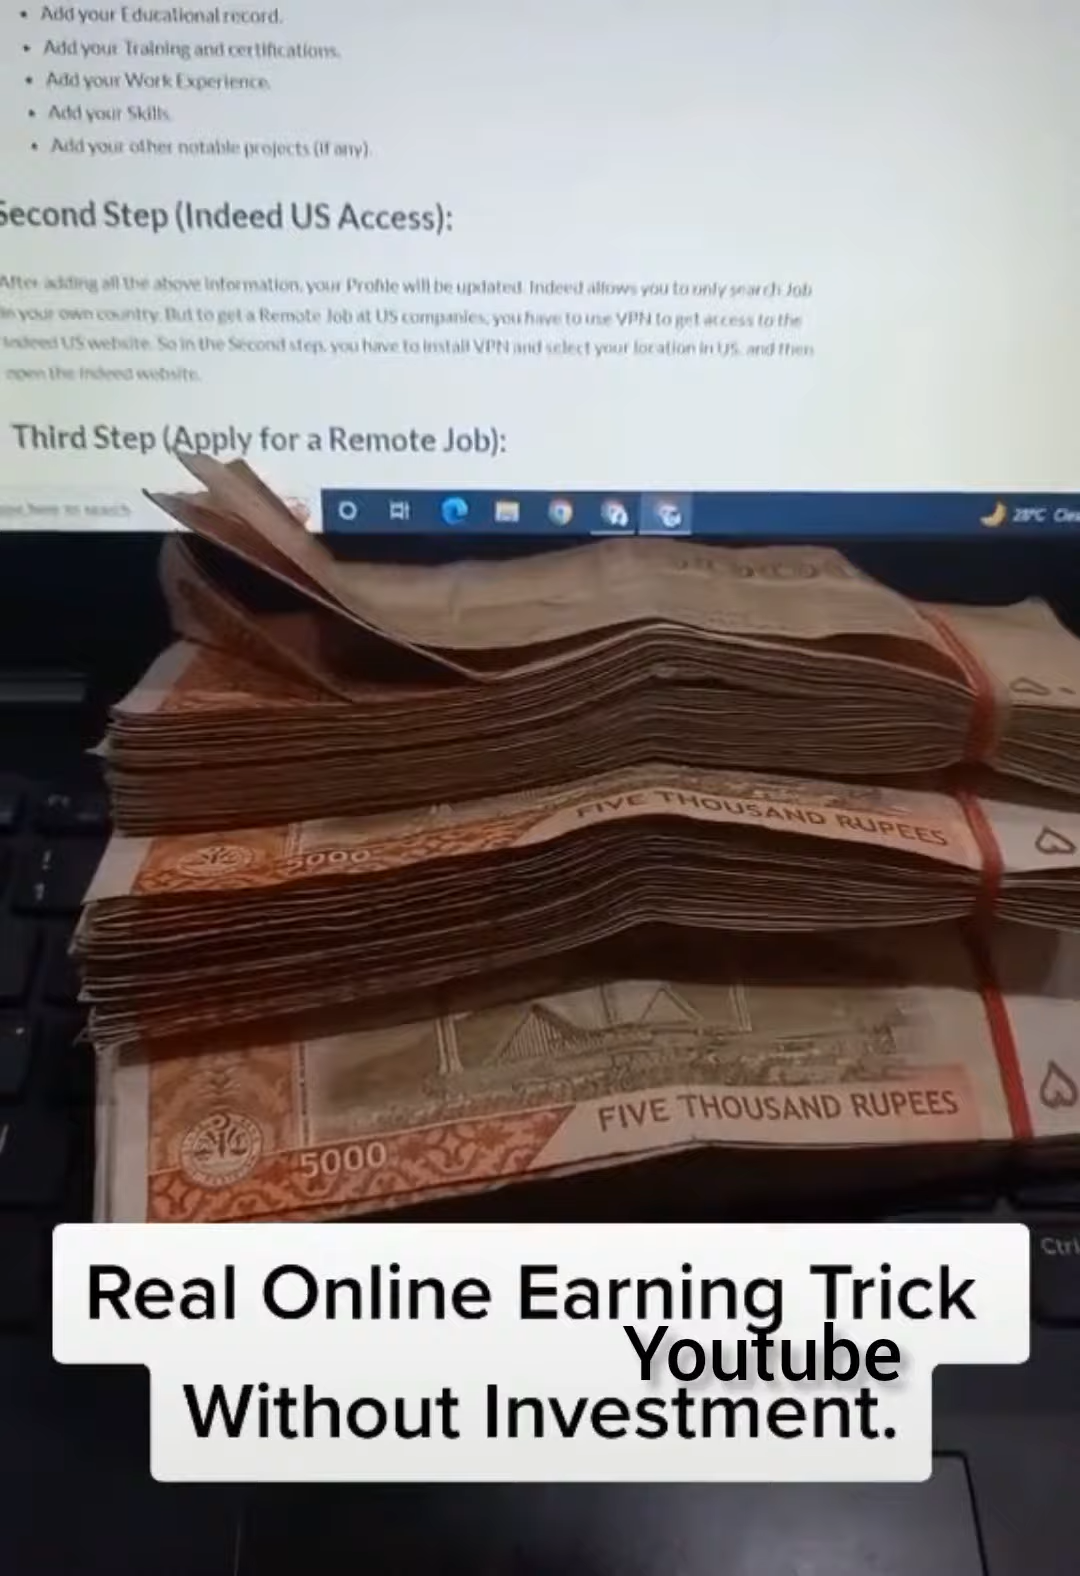 • Add your Educational record.
• Add your Training and certifications.
• Add your Work Experience.
• Add your Skills.
• Add your other notable projects (if any).
Second Step (Indeed US Access):
After adding all the above information, your Profile will be updated. Indeed allows you to only search Job
in your own country. But to get a Remote Job at US companies, you have to use VPN to get access to the
Indeed US website. So in the Second step, you have to install VPN and select your location in US, and then
open the Indeed website.
Third Step (Apply for a Remote Job):
here to search
28°C
FIVE THOUSAND RUPEES
5000
FIVE THOUSAND RUPEES
5000
Ctrl
Real Online Earning Trick
Youtube
Without Investment.